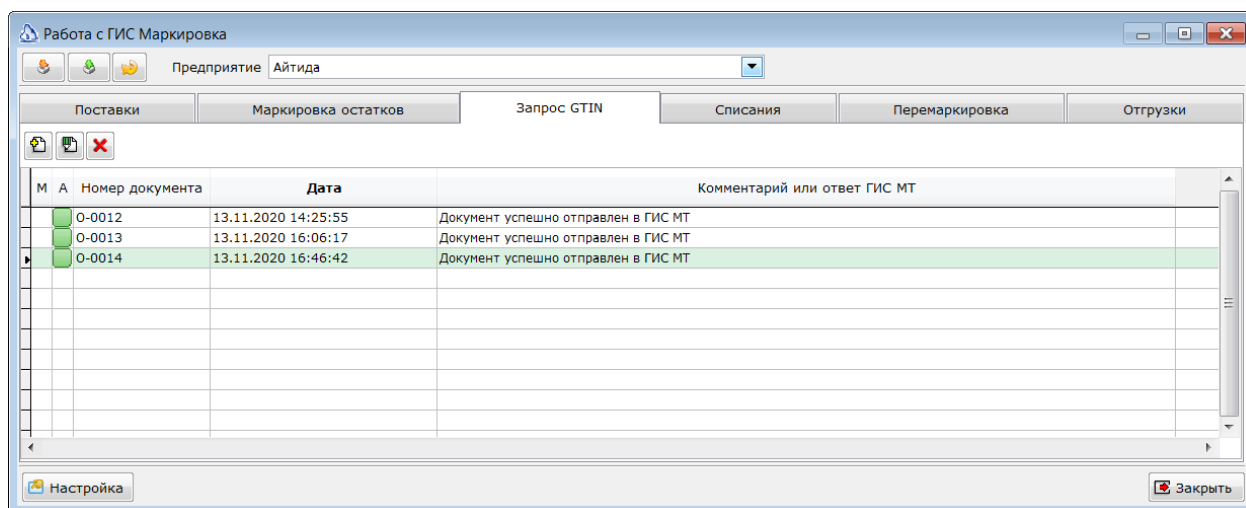 Работа с ГИС Маркировка
Предприятие Айтида
Поставки Маркировка остатков Запрос GTIN Списания Перемаркировка Отгрузки
М А Номер документа Дата Комментарий или ответ ГИС МТ
О-0012 13.11.2020 14:25:55 Документ успешно отправлен в ГИС МТ
О-0013 13.11.2020 16:06:17 Документ успешно отправлен в ГИС МТ
О-0014 13.11.2020 16:46:42 Документ успешно отправлен в ГИС МТ
Настройка Закрыть